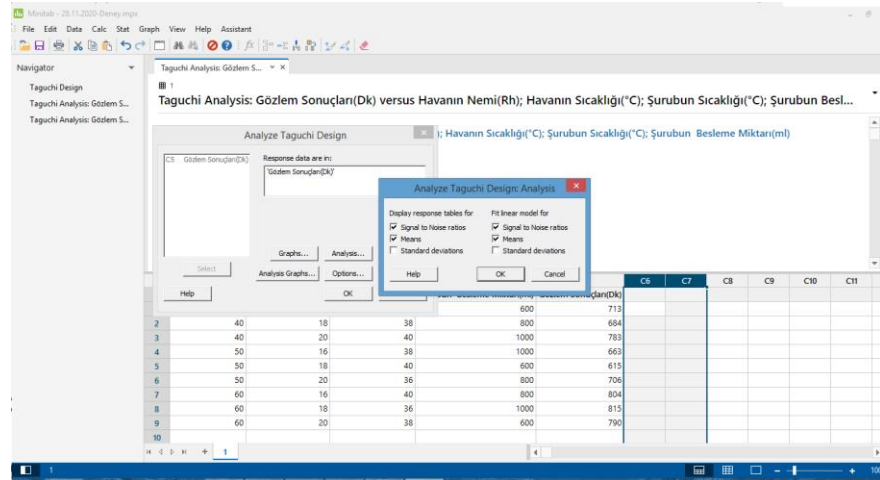 Minitab - 28.11.2020-Deney.mpx
File Edit Data Calc Stat Graph View Help Assistant
Navigator
Taguchi Analysis: Gözlem S...
Taguchi Design
Taguchi Analysis: Gözlem S...
Taguchi Analysis: Gözlem S...
1
Taguchi Analysis: Gözlem Sonuçları(Dk) versus Havanın Nemi(Rh); Havanın Sıcaklığı(°C); Şurubun Sıcaklığı(°C); Şurubun Besl...
); Havanın Sıcaklığı(°C); Şurubun Sıcaklığı(°C); Şurubun Besleme Miktarı(ml)
Analyze Taguchi Design
C5 Gözlem Sonuçları(Dk)
Response data are in:
'Gözlem Sonuçları(Dk)'
Graphs... Analysis...
Select
Analysis Graphs... Options...
Help OK
Analyze Taguchi Design: Analysis
Display response tables for Fit linear model for
Signal to Noise ratios Signal to Noise ratios
Means Means
Standard deviations Standard deviations
Help OK Cancel
C6 C7 C8 C9 C10 C11
600 713
2 40 18 38 800 684
3 40 20 40 1000 783
4 50 16 38 1000 663
5 50 18 40 600 615
6 50 20 36 800 706
7 60 16 40 800 804
8 60 18 36 1000 815
9 60 20 38 600 790
10
1
1
100